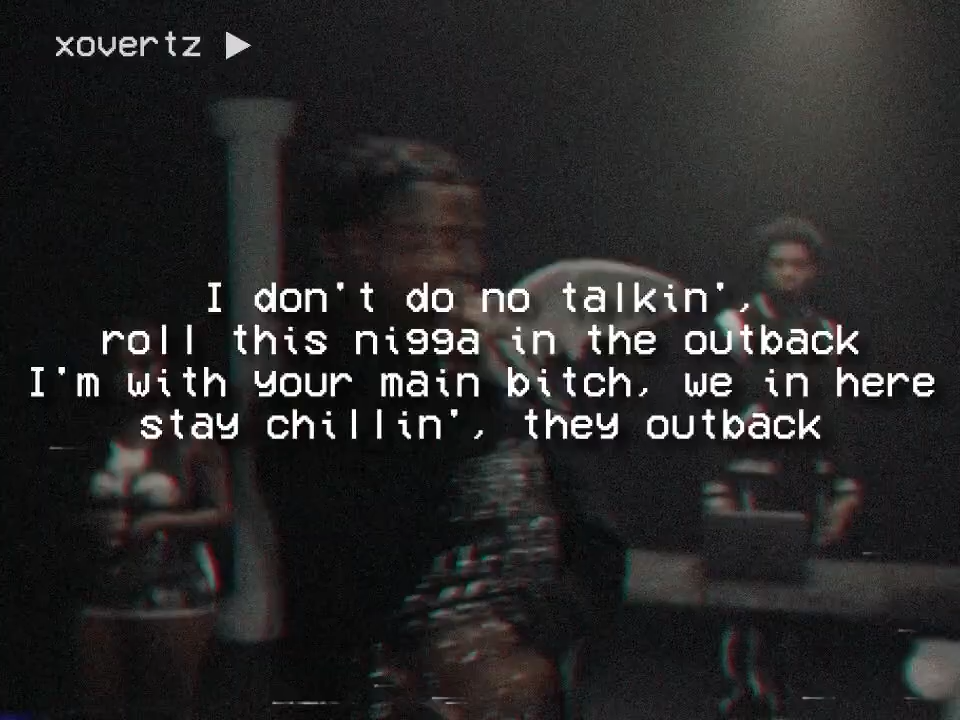 xovertz
I don't do no talkin',
roll this nigga in the outback
I'm with your main bitch, we in here
stay chillin', they outback